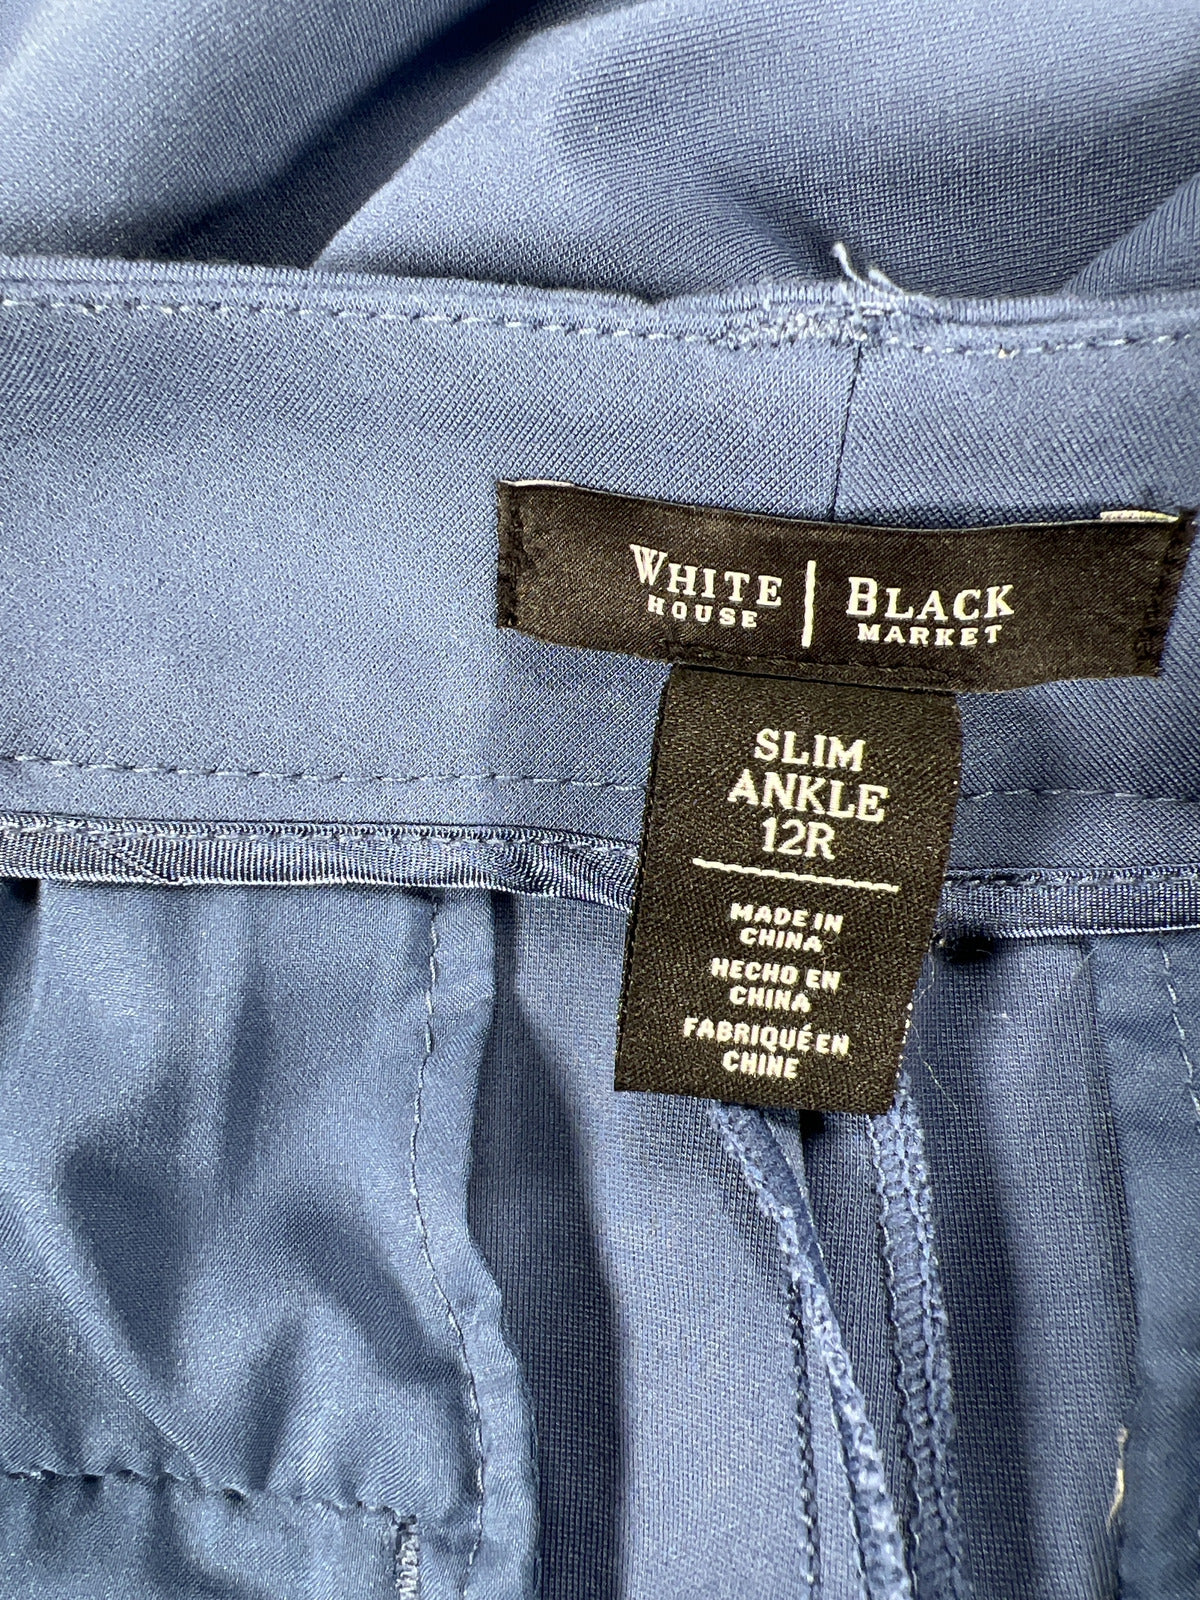 WHITE | BLACK
HOUSE MARKET
SLIM
ANKLE
12R
MADE IN
CHINA
HECHO EN
CHINA
FABRIQUÉ EN
CHINE